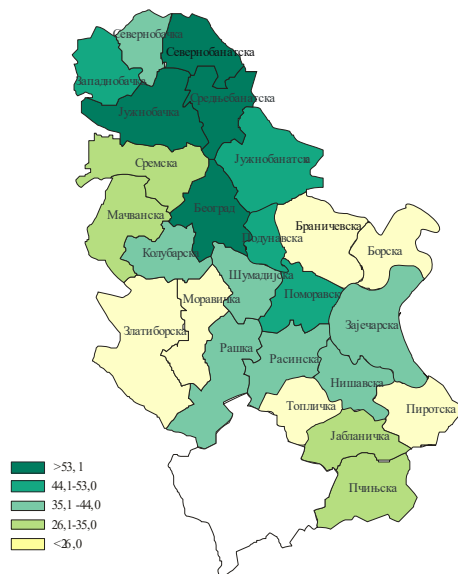 Севернобачка
Севернобанатска
Западнобачка
Средњебанатска
Јужнобачка
Сремска
Јужнобанатска
Мачванска
Београд
Браничевска
Подунавска
Борска
Колубарска
Шумадијска
Моравичка
Поморавск
Златиборска
Зајечарска
Рашка
Расинска
Нишавска
Топличка
Пиротска
Јабланичка
Пчињска
>53, 1
44,1-53,0
35,1 -44,0
26,1-35,0
<26,0